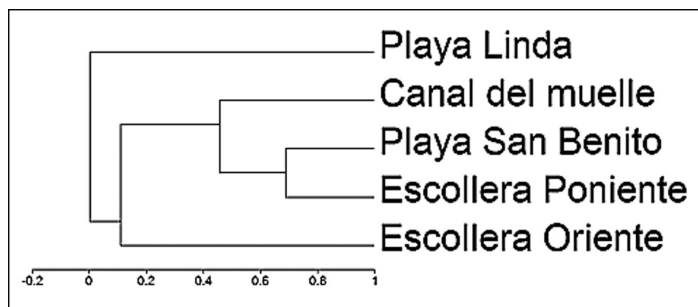 Playa Linda
Canal del muelle
Playa San Benito
Escollera Poniente
Escollera Oriente
-0.2 0 0.2 0.4 0.6 0.8 1